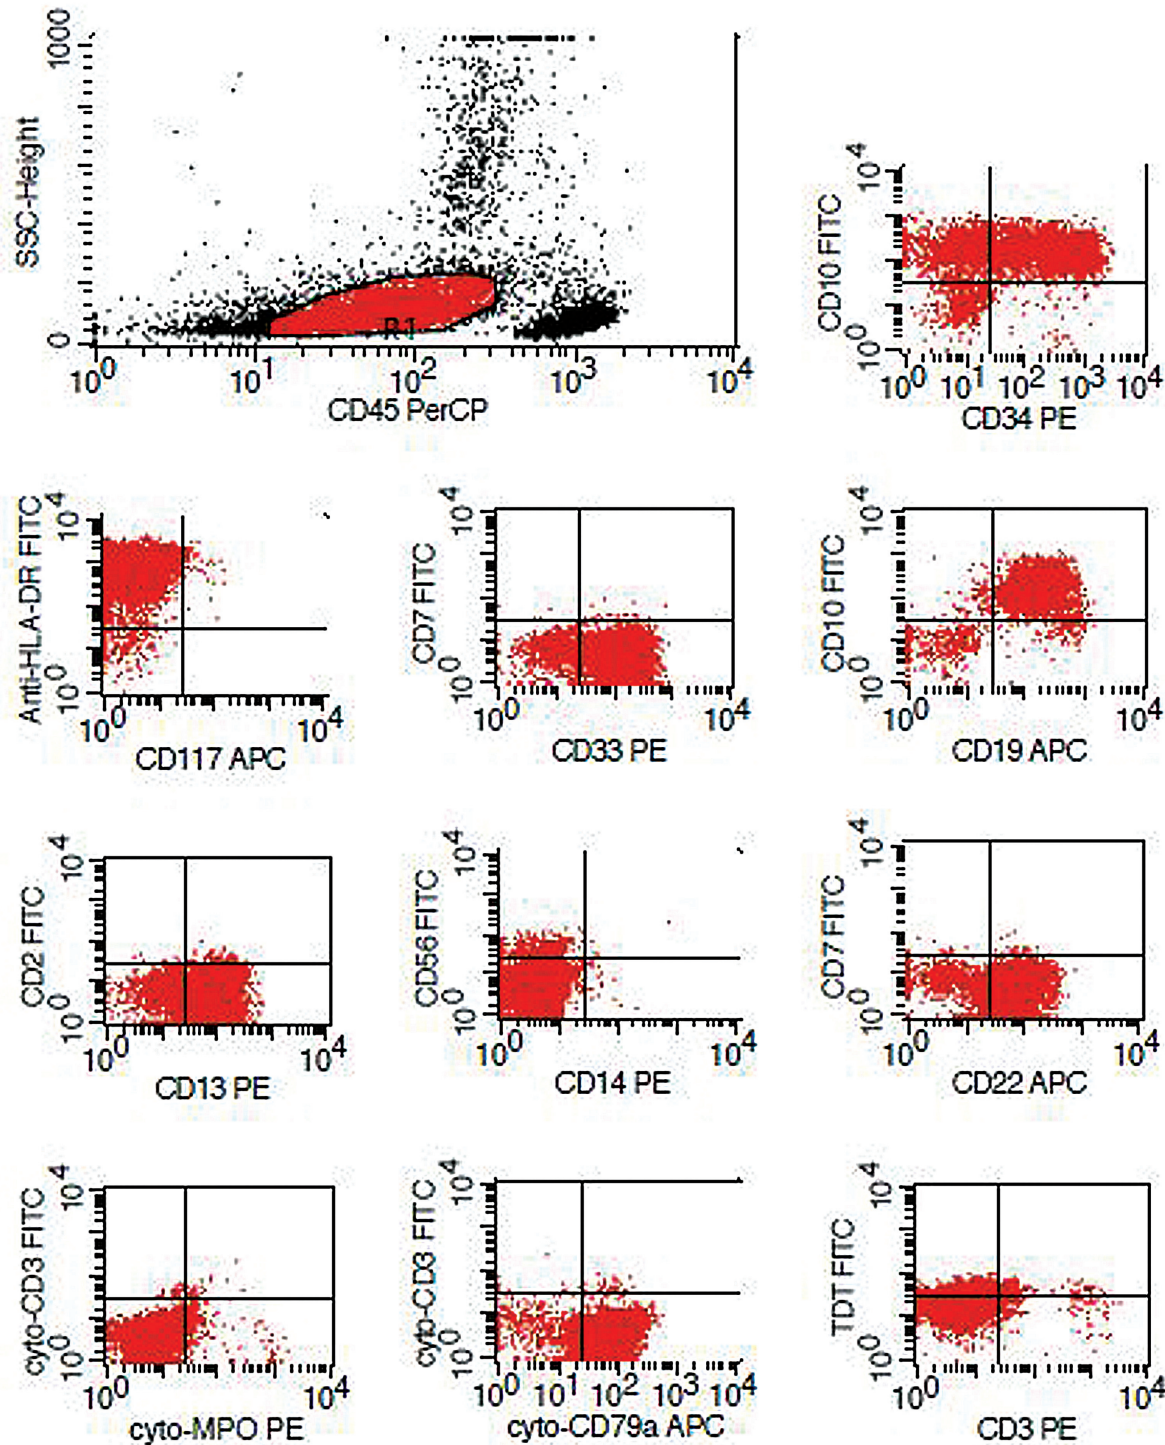 1000
SSC-Height
0
R1
10^0 10^1 10^2 10^3 10^4
CD45 PerCP
10^4
CD10 FITC
10^0
10^0 10^1 10^2 10^3 10^4
CD34 PE
10^4
Anti-HLA-DR FITC
10^0
10^0 10^4
CD117 APC
10^4
CD7 FITC
10^0
10^0 10^4
CD33 PE
10^4
CD10 FITC
10^0
10^0 10^4
CD19 APC
10^4
CD2 FITC
10^0
10^0 10^4
CD13 PE
10^4
CD56 FITC
10^0
10^0 10^4
CD14 PE
10^4
CD7 FITC
10^0
10^0 10^4
CD22 APC
10^4
cyto-CD3 FITC
10^0
10^0 10^4
cyto-MPO PE
10^4
cyto-CD3 FITC
10^0
10^0 10^1 10^2 10^3 10^4
cyto-CD79a APC
10^4
TDT FITC
10^0
10^0 10^4
CD3 PE